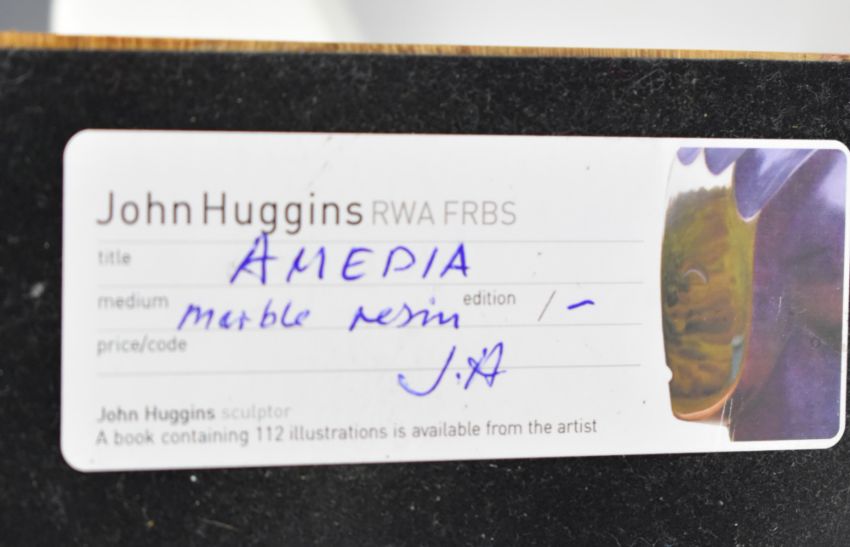 John Huggins RWA FRBS
title AMEDIA
medium marble resin edition / -
price/code
J.A
John Huggins sculptor
A book containing 112 illustrations is available from the artist